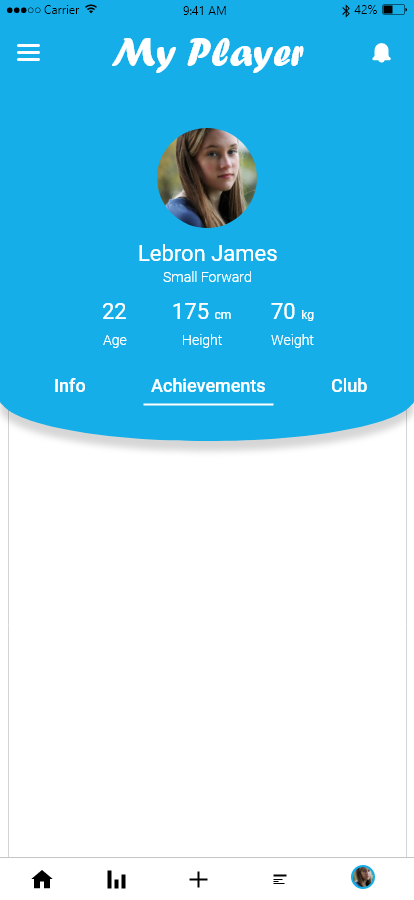 Carrier 9:41 AM 42%
My Player
Lebron James
Small Forward
22 175 cm 70 kg
Age Height Weight
Info Achievements Club